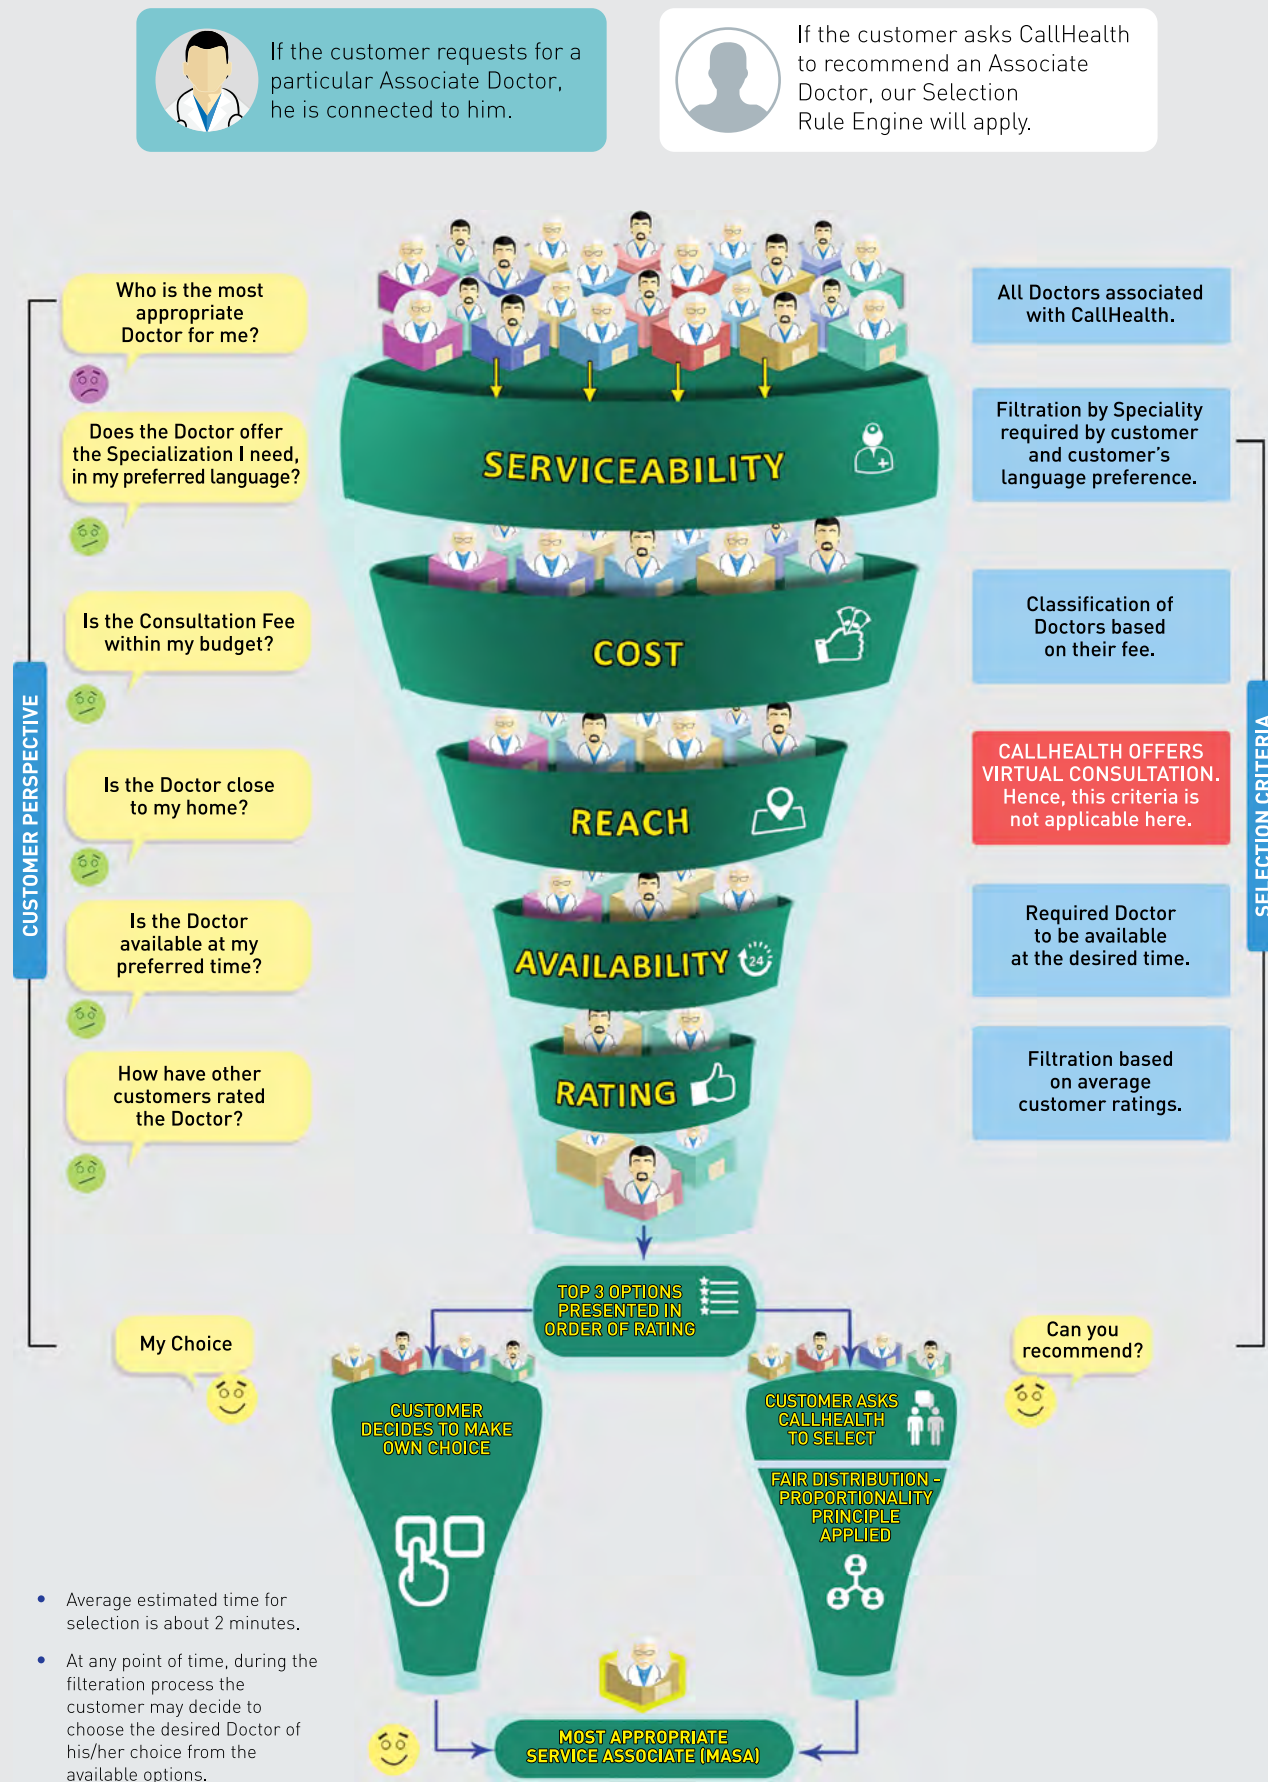 If the customer requests for a
particular Associate Doctor,
he is connected to him.
If the customer asks CallHealth
to recommend an Associate
Doctor, our Selection
Rule Engine will apply.
CUSTOMER PERSPECTIVE
Who is the most
appropriate
Doctor for me?
Does the Doctor offer
the Specialization I need,
in my preferred language?
Is the Consultation Fee
within my budget?
Is the Doctor close
to my home?
Is the Doctor
available at my
preferred time?
How have other
customers rated
the Doctor?
My Choice
SERVICEABILITY
COST
REACH
AVAILABILITY
24
RATING
All Doctors associated
with CallHealth.
Filtration by Speciality
required by customer
and customer's
language preference.
Classification of
Doctors based
on their fee.
CALLHEALTH OFFERS
VIRTUAL CONSULTATION.
Hence, this criteria is
not applicable here.
Required Doctor
to be available
at the desired time.
Filtration based
on average
customer ratings.
SELECTION CRITERIA
Can you
recommend?
TOP 3 OPTIONS
PRESENTED IN
ORDER OF RATING
CUSTOMER
DECIDES TO MAKE
OWN CHOICE
CUSTOMER ASKS
CALLHEALTH
TO SELECT
FAIR DISTRIBUTION -
PROPORTIONALITY
PRINCIPLE
APPLIED
MOST APPROPRIATE
SERVICE ASSOCIATE (MASA)
• Average estimated time for
selection is about 2 minutes.
• At any point of time, during the
filteration process the
customer may decide to
choose the desired Doctor of
his/her choice from the
available options.